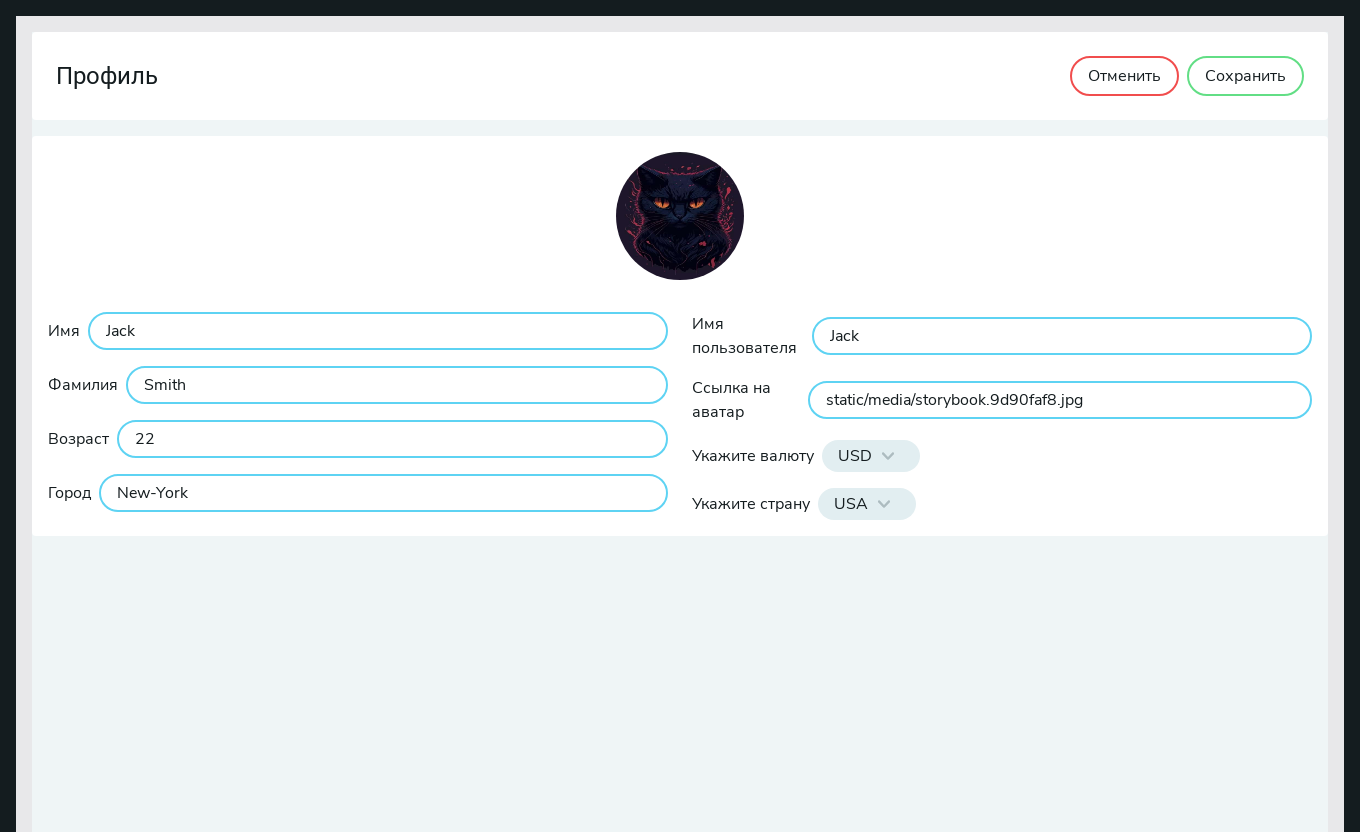 Профиль
Отменить
Сохранить
Имя
Jack
Фамилия
Smith
Возраст
22
Город
New-York
Имя
пользователя
Jack
Ссылка на
аватар
static/media/storybook.9d90faf8.jpg
Укажите валюту
USD
Укажите страну
USA